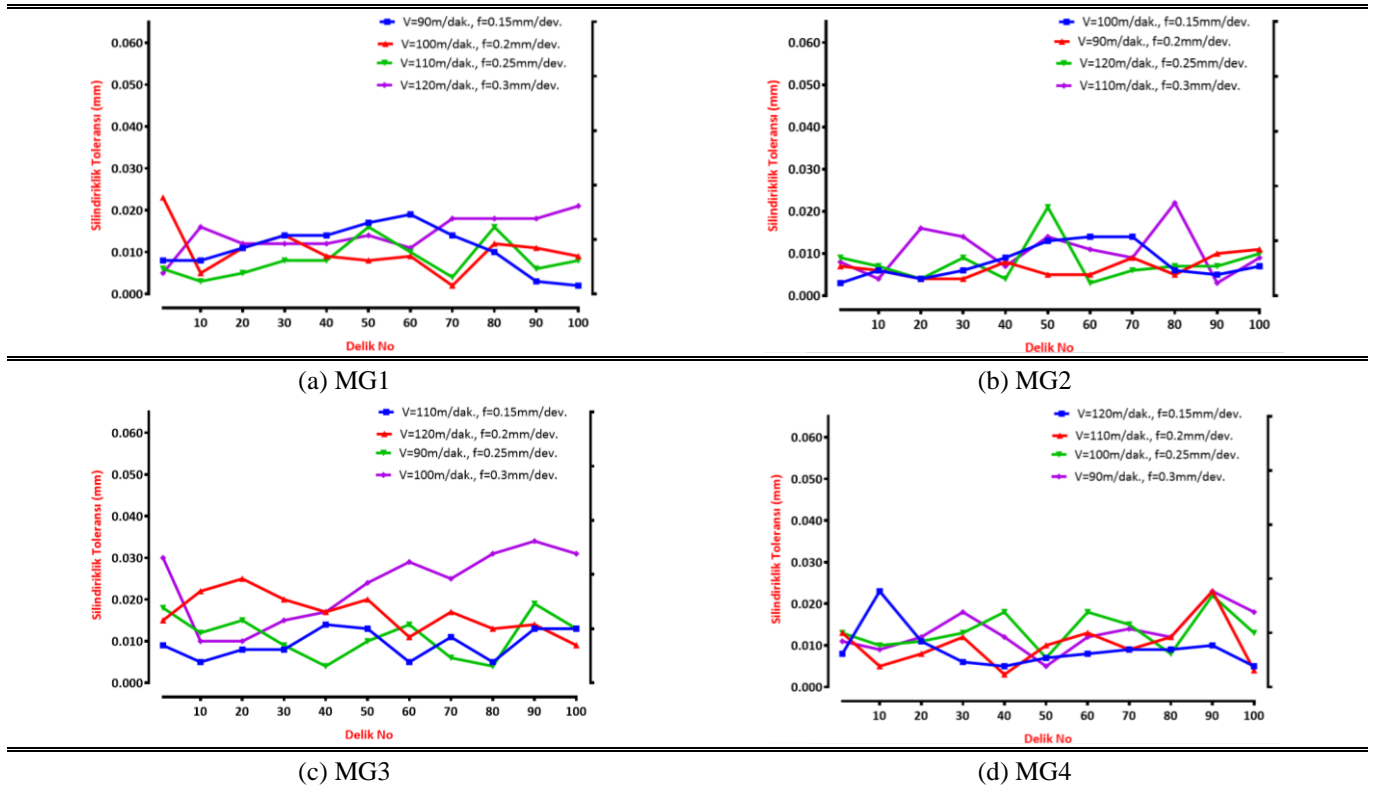 V=90m/dak., f=0.15mm/dev.
V=100m/dak., f=0.2mm/dev.
V=110m/dak., f=0.25mm/dev.
V=120m/dak., f=0.3mm/dev.
Silindiriklik Toleransı (mm)
0.060
0.050
0.040
0.030
0.020
0.010
0.000
10 20 30 40 50 60 70 80 90 100
Delik No
(a) MG1
V=100m/dak., f=0.15mm/dev.
V=90m/dak., f=0.2mm/dev.
V=120m/dak., f=0.25mm/dev.
V=110m/dak., f=0.3mm/dev.
Silindiriklik Toleransı (mm)
0.060
0.050
0.040
0.030
0.020
0.010
0.000
10 20 30 40 50 60 70 80 90 100
Delik No
(b) MG2
V=110m/dak., f=0.15mm/dev.
V=120m/dak., f=0.2mm/dev.
V=90m/dak., f=0.25mm/dev.
V=100m/dak., f=0.3mm/dev.
Silindiriklik Toleransı (mm)
0.060
0.050
0.040
0.030
0.020
0.010
0.000
10 20 30 40 50 60 70 80 90 100
Delik No
(c) MG3
V=120m/dak., f=0.15mm/dev.
V=110m/dak., f=0.2mm/dev.
V=100m/dak., f=0.25mm/dev.
V=90m/dak., f=0.3mm/dev.
Silindiriklik Toleransı (mm)
0.060
0.050
0.040
0.030
0.020
0.010
0.000
10 20 30 40 50 60 70 80 90 100
Delik No
(d) MG4